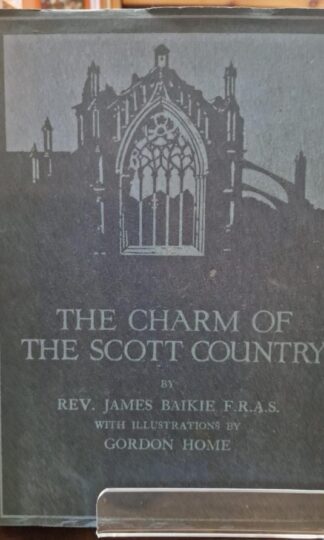 THE CHARM OF
THE SCOTT COUNTRY
BY
REV. JAMES BAIKIE F.R.A.S.
WITH ILLUSTRATIONS BY
GORDON HOME